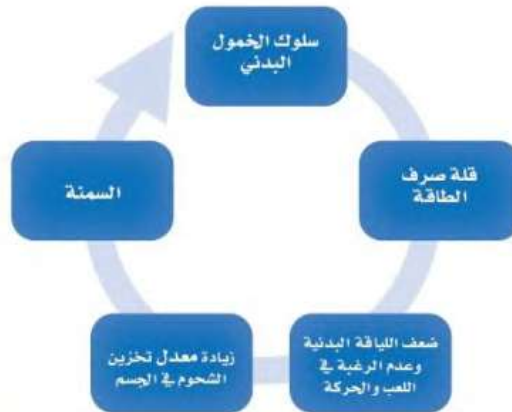 سلوك الخمول
البدني
قلة صرف
الطاقة
ضعف اللياقة البدنية
وعدم الرغبة في
اللعب والحركة
زيادة معدل تخزين
الشحوم في الجسم
السمنة